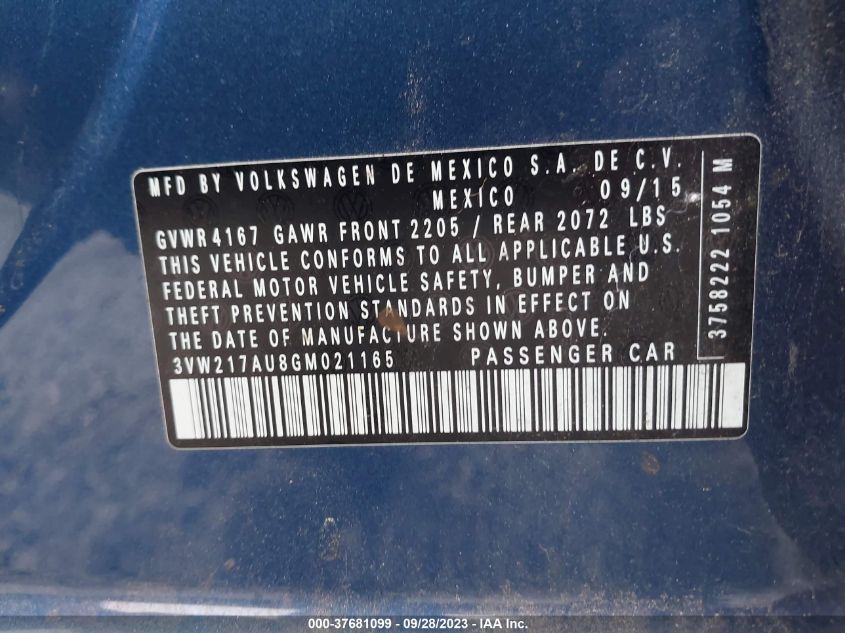 MFD BY VOLKSWAGEN DE MEXICO S.A. DE C.V.
MEXICO 09/15
GVWR 4167 GAWR FRONT 2205 / REAR 2072 LBS
THIS VEHICLE CONFORMS TO ALL APPLICABLE U.S.
FEDERAL MOTOR VEHICLE SAFETY, BUMPER AND
THEFT PREVENTION STANDARDS IN EFFECT ON
THE DATE OF MANUFACTURE SHOWN ABOVE.
3VW217AU8GM021165 PASSENGER CAR
3758222 1054 M
000-37681099 - 09/28/2023 - IAA Inc.